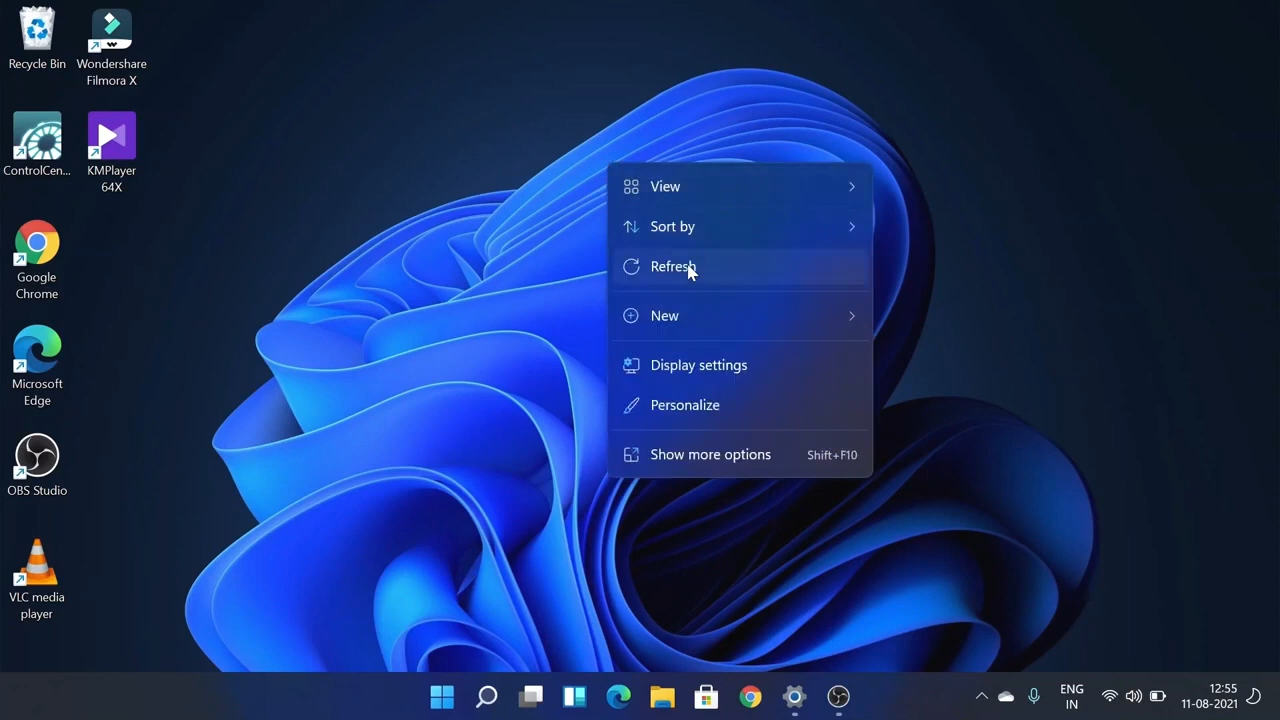 Recycle Bin
Wondershare
Filmora X
ControlCen...
KMPlayer
64X
Google
Chrome
Microsoft
Edge
OBS Studio
VLC media
player
View
Sort by
Refresh
New
Display settings
Personalize
Show more options Shift+F10
ENG
IN
12:55
11-08-2021